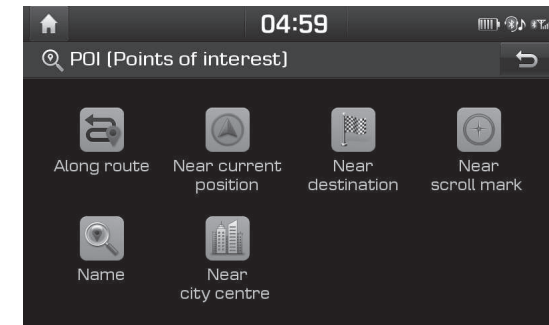 04:59
POI (Points of interest)
Along route
Near current
position
Near
destination
Near
scroll mark
Name
Near
city centre